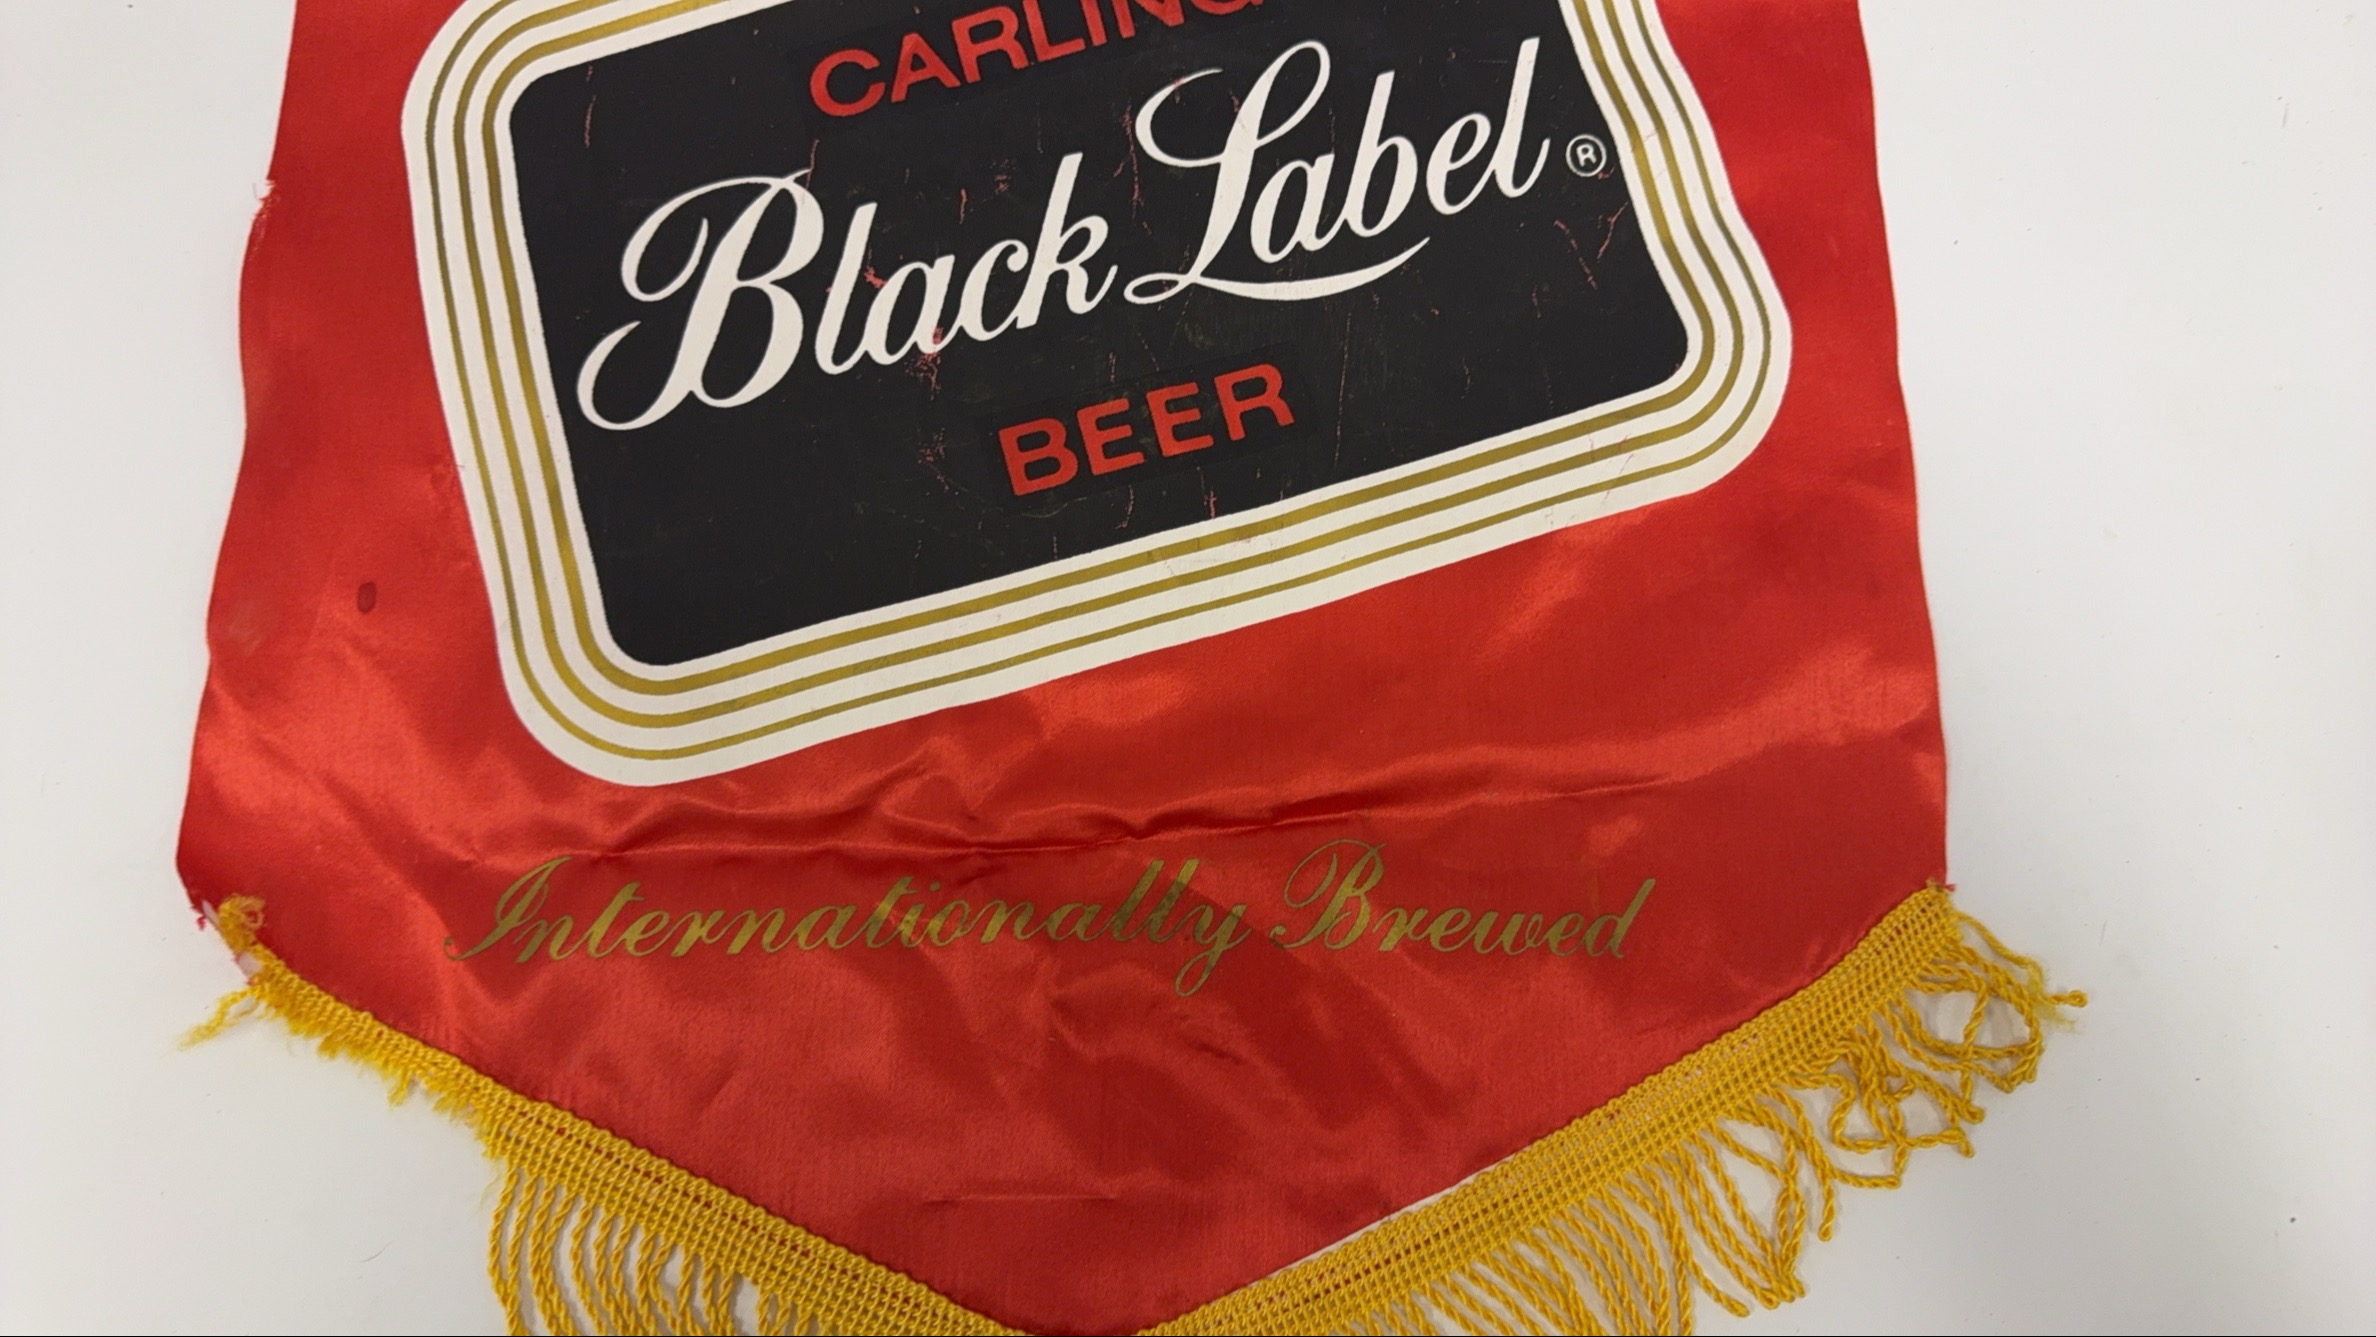 CARLING
Black Label ®
BEER
Internationally Brewed